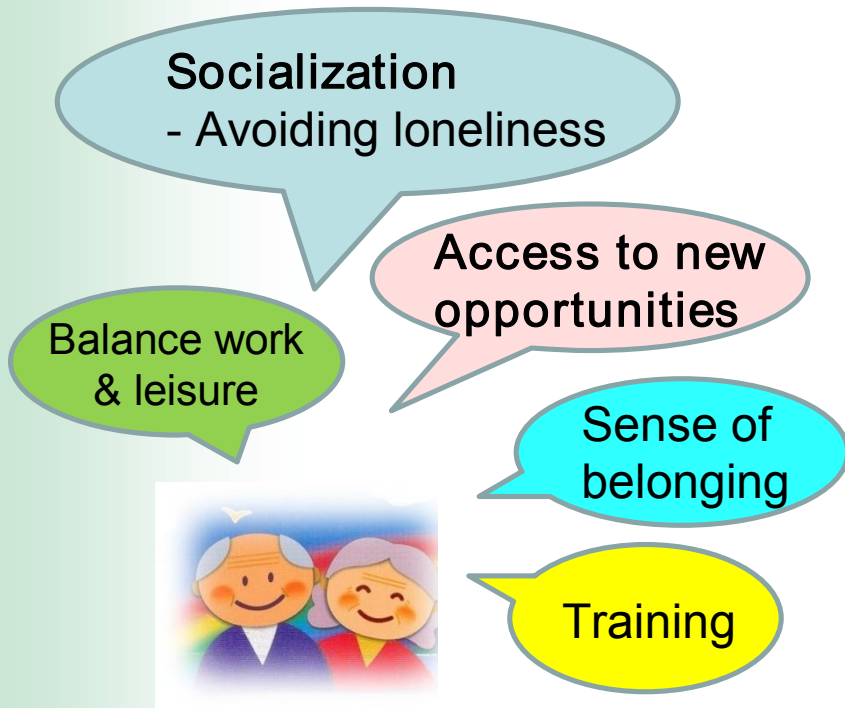 Socialization
- Avoiding loneliness
Access to new
opportunities
Balance work
& leisure
Sense of
belonging
Training